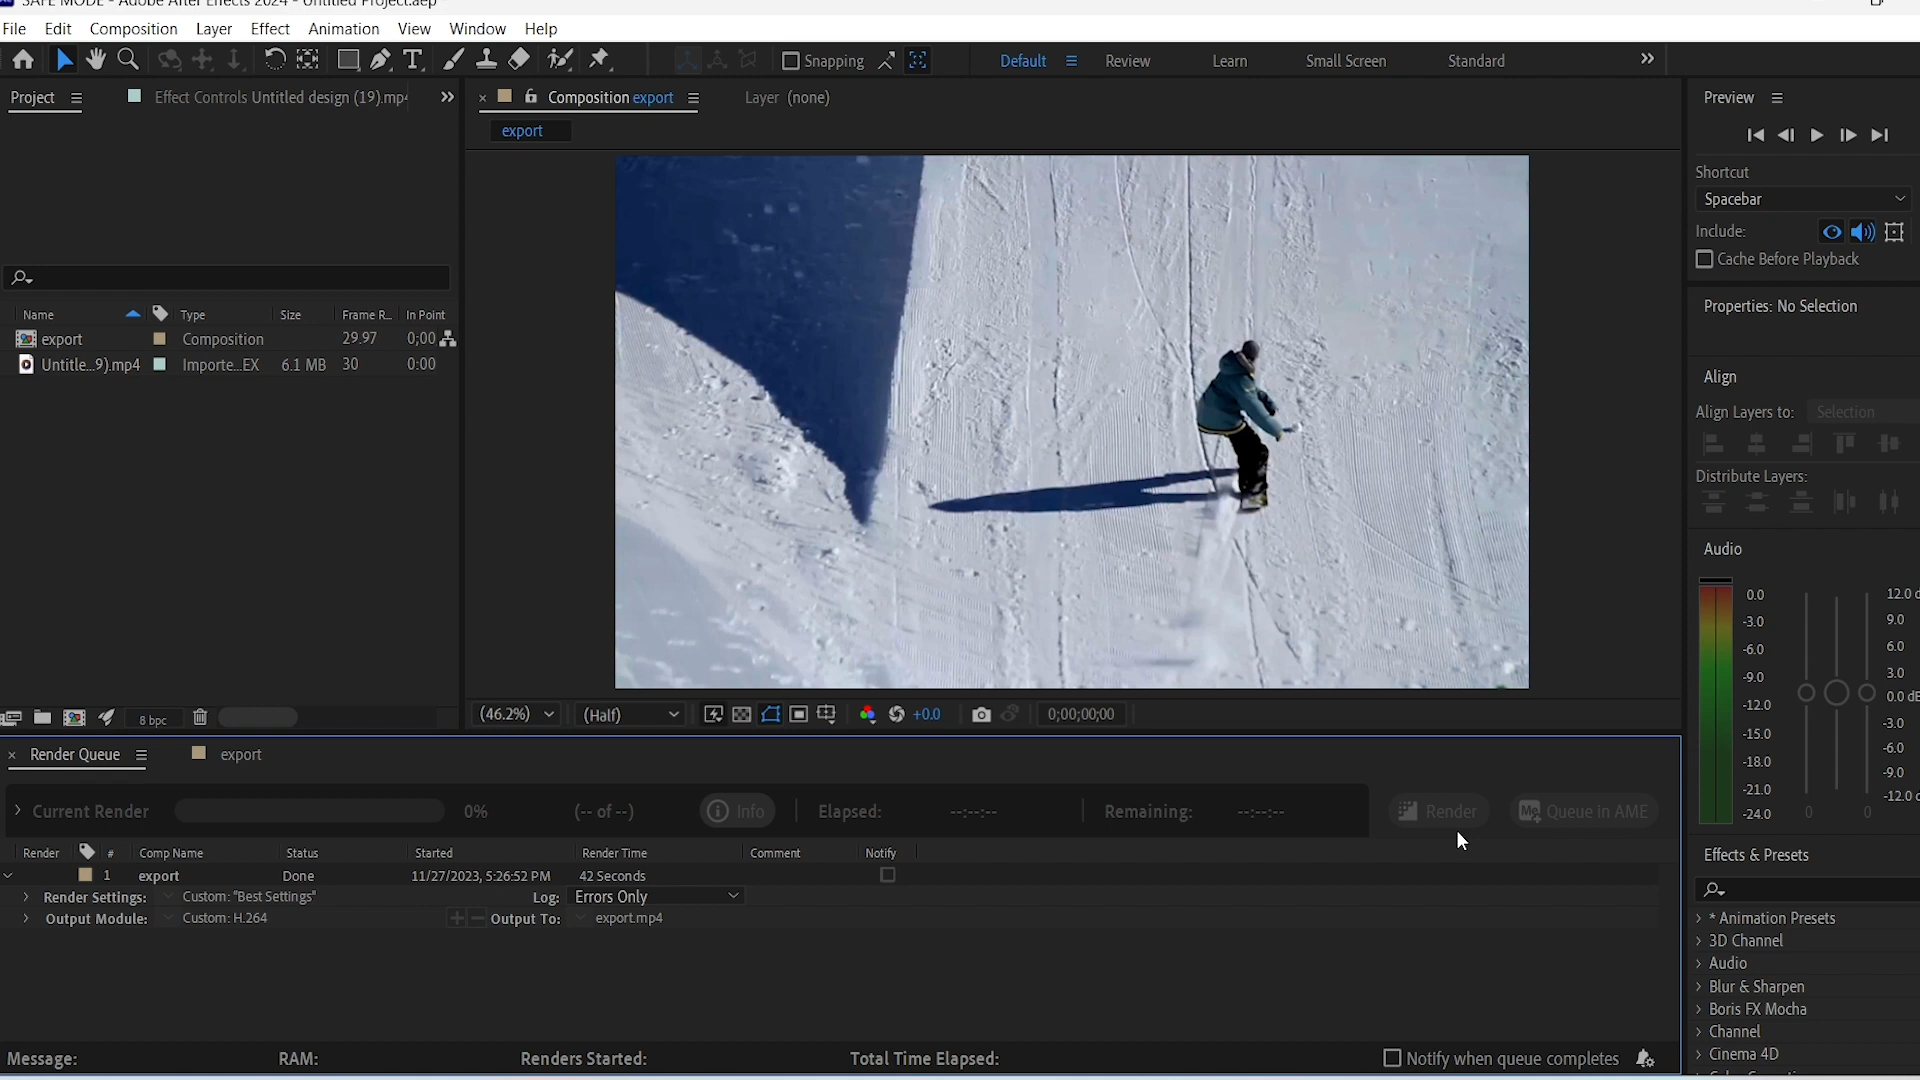 SAFE MODE - Adobe After Effects 2024 - Untitled Project.aep
File Edit Composition Layer Effect Animation View Window Help
Snapping Default Review Learn Small Screen Standard
Project Effect Controls Untitled design (19).mp4 Composition export Layer (none) Preview
export
Shortcut
Spacebar
Include:
Cache Before Playback
Name Type Size Frame R... In Point
export Composition 29.97 0;00
Untitle...9).mp4 Importe...EX 6.1 MB 30 0:00
Properties: No Selection
Align
Align Layers to: Selection
Distribute Layers:
Audio
0.0 12.0 d
-3.0 9.0
-6.0 6.0
-9.0 3.0
-12.0 0.0 dE
-15.0 -3.0
-18.0 -6.0
-21.0 -9.0
-24.0 0 0 -12.0 c
8 bpc (46.2%) (Half) +0.0 0;00;00;00
Render Queue export
Current Render 0% (-- of --) Info Elapsed: --:--:-- Remaining: --:--:-- Render Me Queue in AME
Render # Comp Name Status Started Render Time Comment Notify
1 export Done 11/27/2023, 5:26:52 PM 42 Seconds
Render Settings: Custom: "Best Settings" Log: Errors Only
Output Module: Custom: H.264 + - Output To: export.mp4
Effects & Presets
* Animation Presets
3D Channel
Audio
Blur & Sharpen
Boris FX Mocha
Channel
Cinema 4D
Message: RAM: Renders Started: Total Time Elapsed: Notify when queue completes